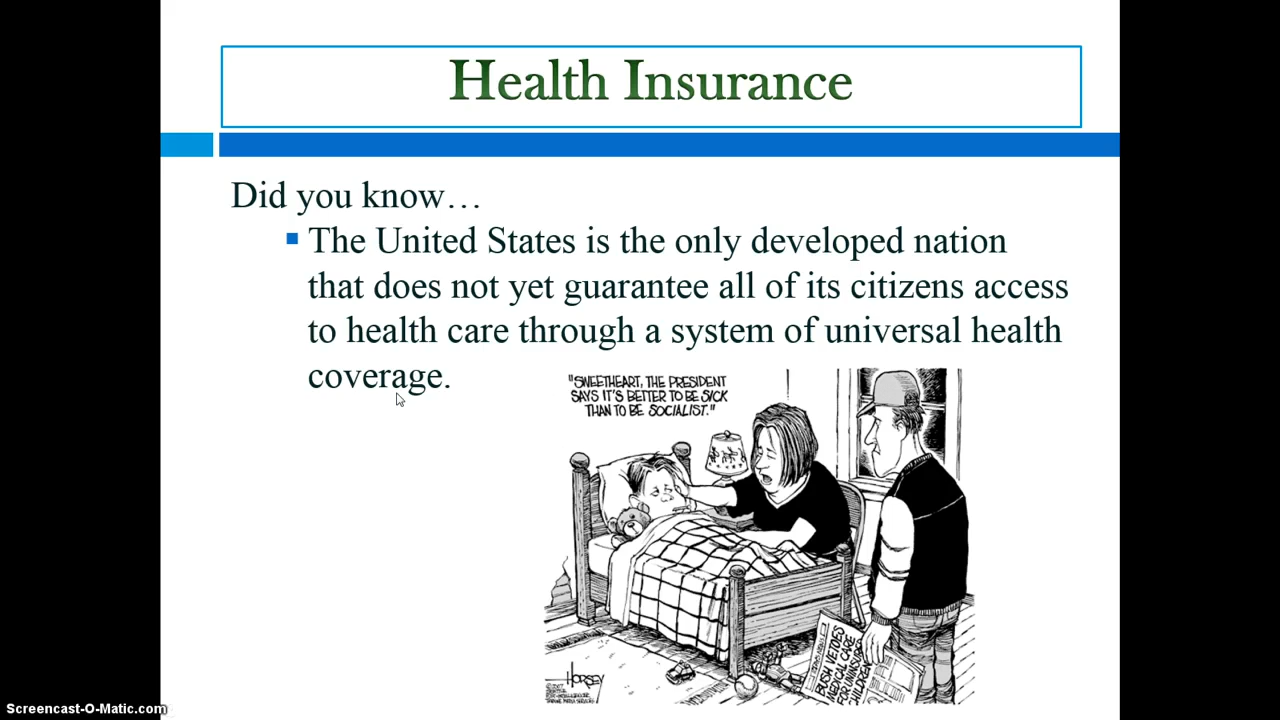 Health Insurance
Did you know…
The United States is the only developed nation
that does not yet guarantee all of its citizens access
to health care through a system of universal health
coverage.
"SWEETHEART, THE PRESIDENT
SAYS IT'S BETTER TO BE SICK
THAN TO BE SOCIALIST."
BUSH VETOES
MEDICAL CARE
FOR UNINSURED
CHILDREN
HORSEY
Screencast-O-Matic.com